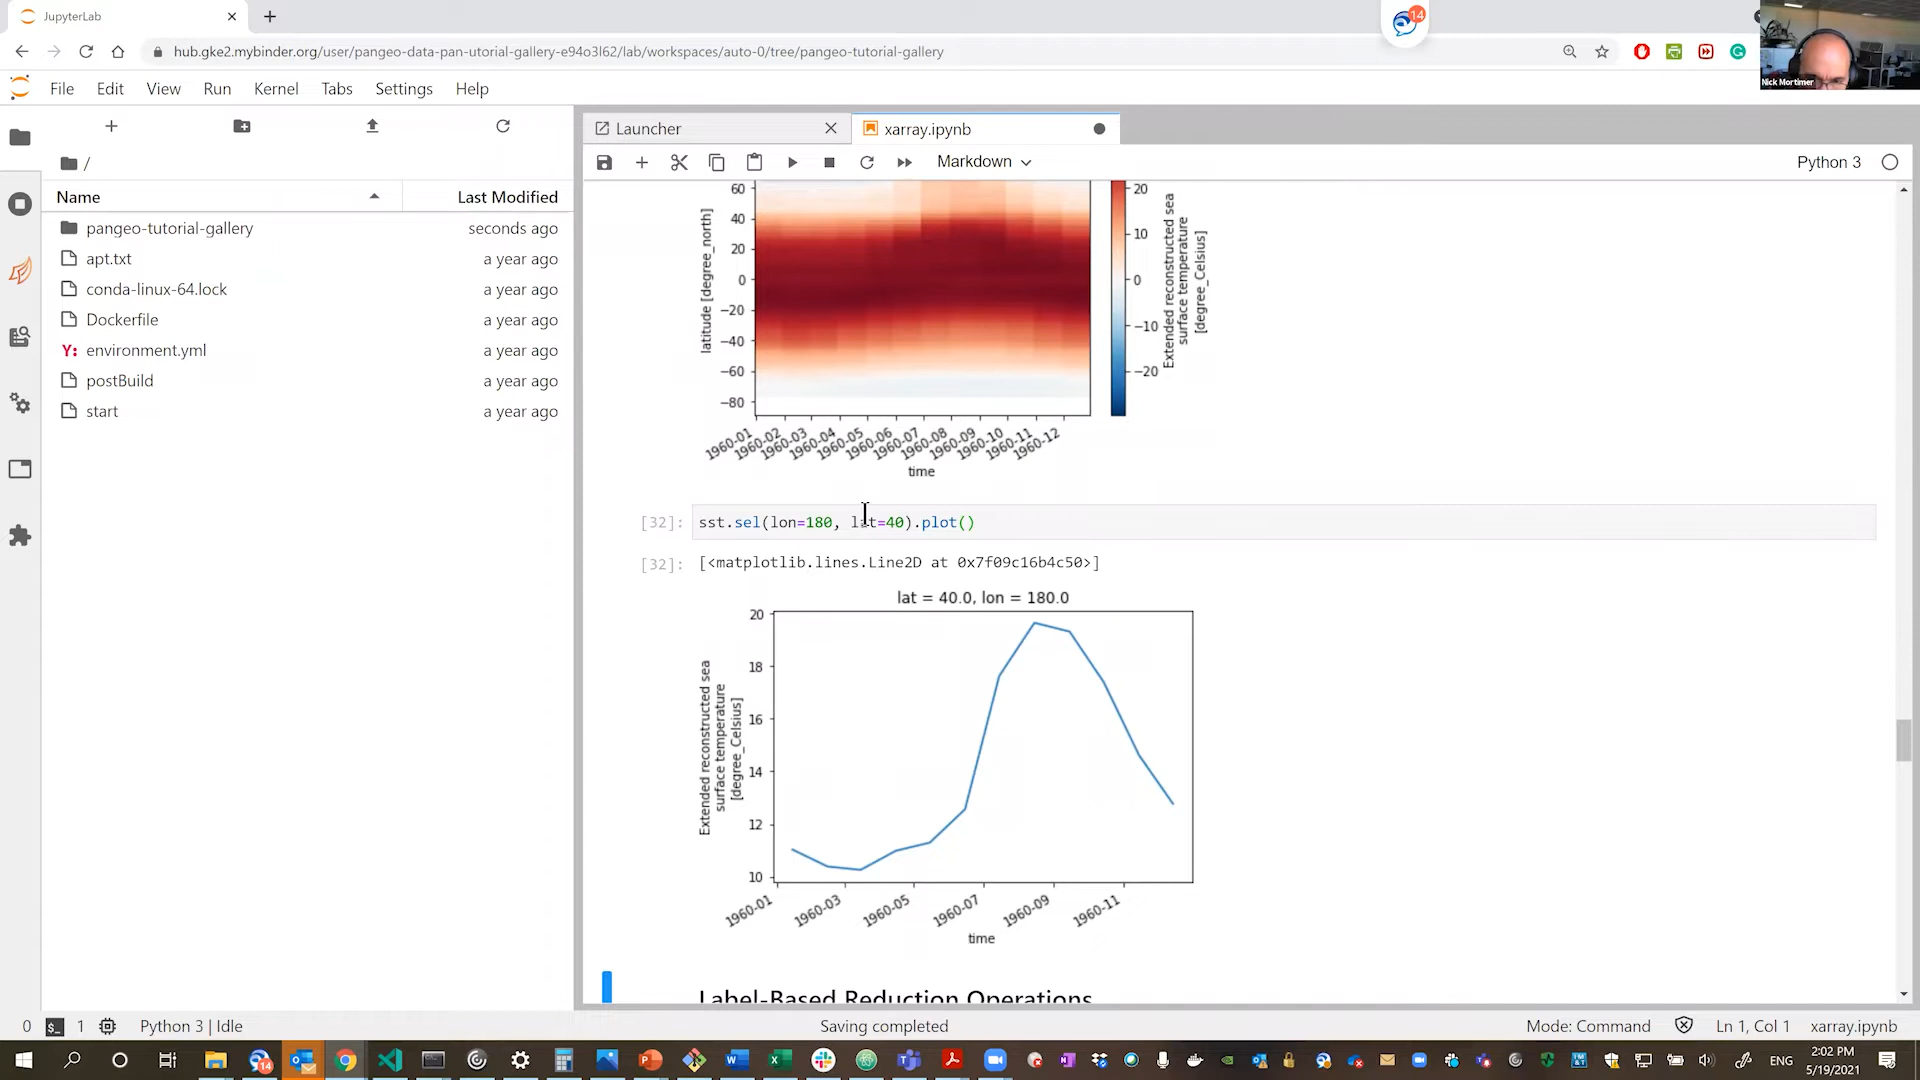 JupyterLab
14
hub.gke2.mybinder.org/user/pangeo-data-pan-utorial-gallery-e94o3l62/lab/workspaces/auto-0/tree/pangeo-tutorial-gallery
Nick Mortimer
File Edit View Run Kernel Tabs Settings Help
Launcher
xarray.ipynb
/
Markdown
Python 3
Name
Last Modified
pangeo-tutorial-gallery seconds ago
apt.txt a year ago
conda-linux-64.lock a year ago
Dockerfile a year ago
Y: environment.yml a year ago
postBuild a year ago
start a year ago
60
40
20
0
−20
−40
−60
−80
latitude [degree_north]
1960-01
1960-02
1960-03
1960-04
1960-05
1960-06
1960-07
1960-08
1960-09
1960-10
1960-11
1960-12
time
20
10
0
−10
−20
Extended reconstructed sea
surface temperature
[degree_Celsius]
[32]: sst.sel(lon=180, lat=40).plot()
[32]: [<matplotlib.lines.Line2D at 0x7f09c16b4c50>]
lat = 40.0, lon = 180.0
20
18
16
14
12
10
Extended reconstructed sea
surface temperature
[degree_Celsius]
1960-01
1960-03
1960-05
1960-07
1960-09
1960-11
time
Label-Based Reduction Operations
0 $_ 1 Python 3 | Idle
Saving completed
Mode: Command
Ln 1, Col 1
xarray.ipynb
14
ENG
2:02 PM
5/19/2021